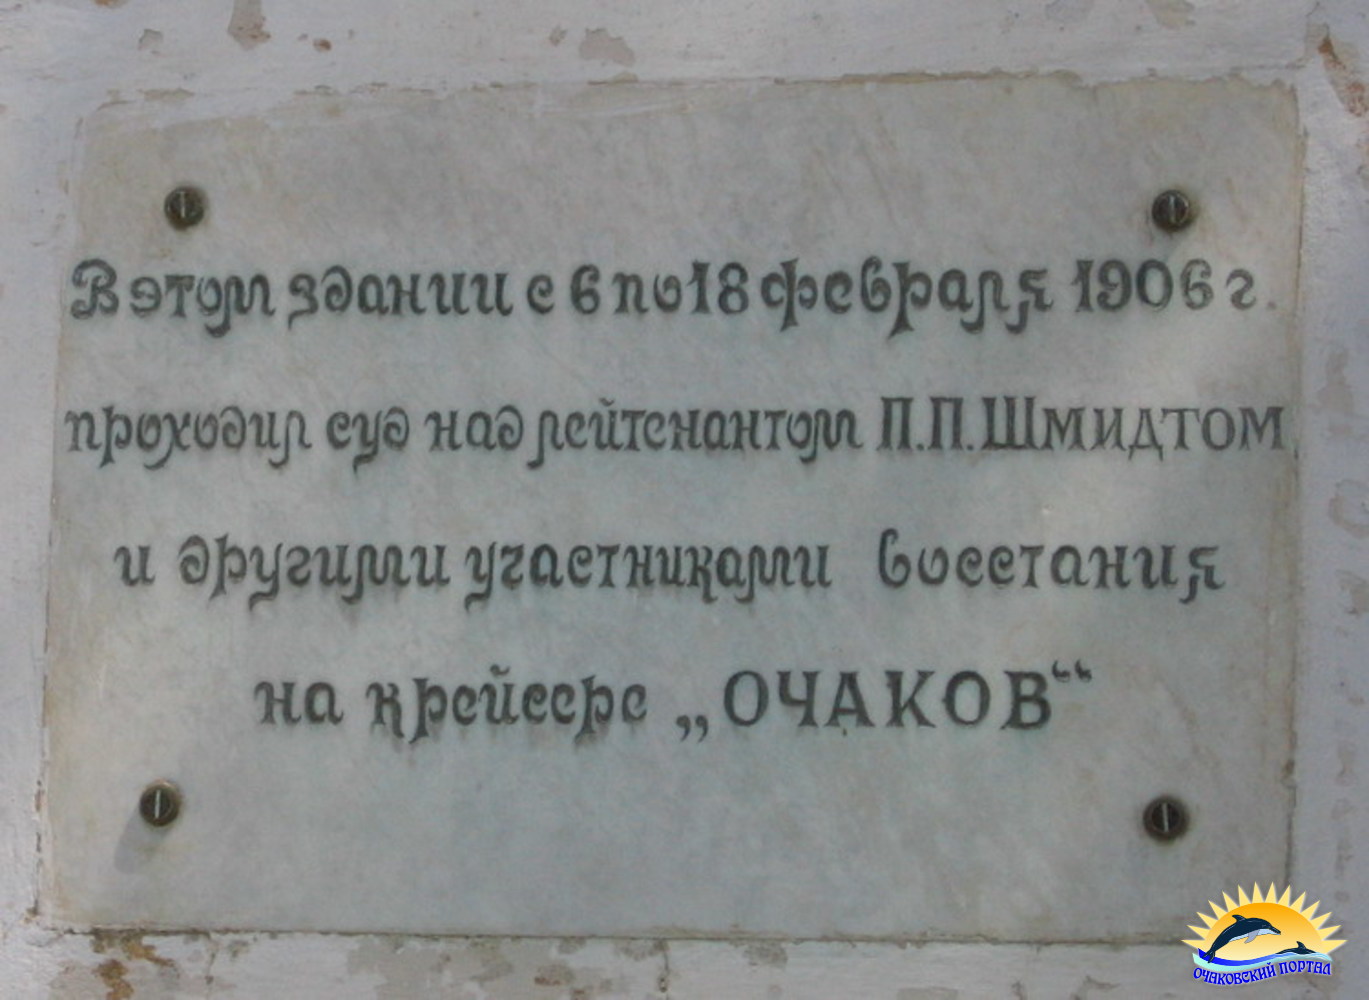 В этом здании с 6 по 18 февраля 1906 г.
проходил суд над лейтенантом П.П.Шмидтом
и другими участниками восстания
на крейсере „ОЧАКОВ“
ОЧАКОВСКИЙ ПОРТАЛ